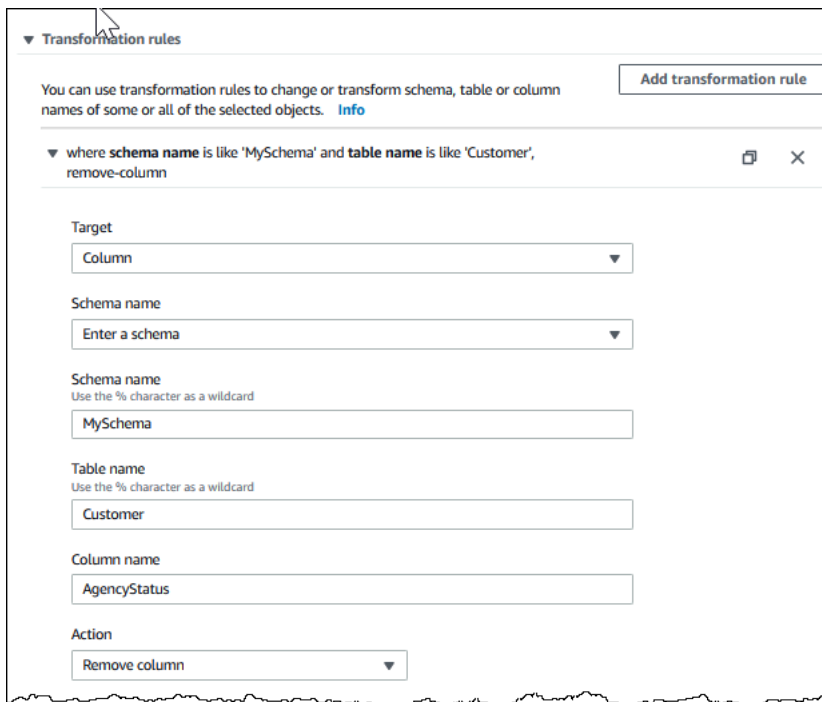 Transformation rules
You can use transformation rules to change or transform schema, table or column
names of some or all of the selected objects. Info
Add transformation rule
where schema name is like 'MySchema' and table name is like 'Customer',
remove-column
Target
Column
Schema name
Enter a schema
Schema name
Use the % character as a wildcard
MySchema
Table name
Use the % character as a wildcard
Customer
Column name
AgencyStatus
Action
Remove column